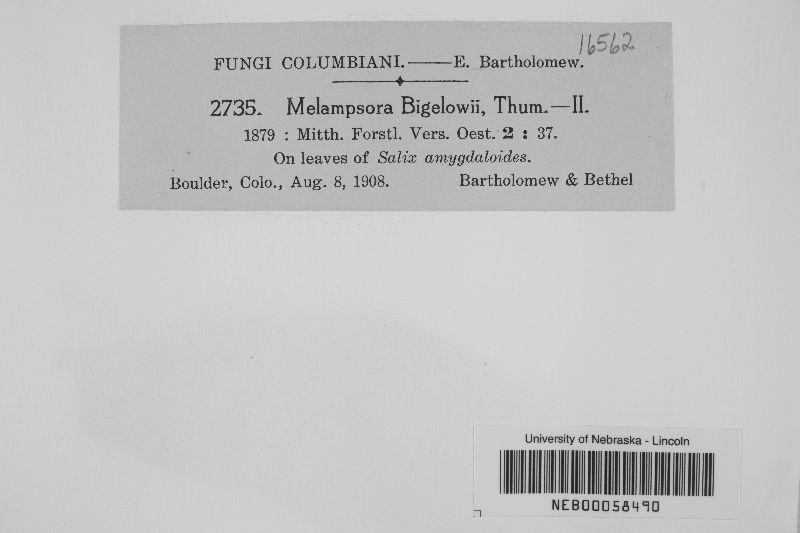 16562
FUNGI COLUMBIANI.——E. Bartholomew.
2735. Melampsora Bigelowii, Thum.—II.
1879 : Mitth. Forstl. Vers. Oest. 2 : 37.
On leaves of Salix amygdaloides.
Boulder, Colo., Aug. 8, 1908. Bartholomew & Bethel
University of Nebraska - Lincoln
NEB00058490